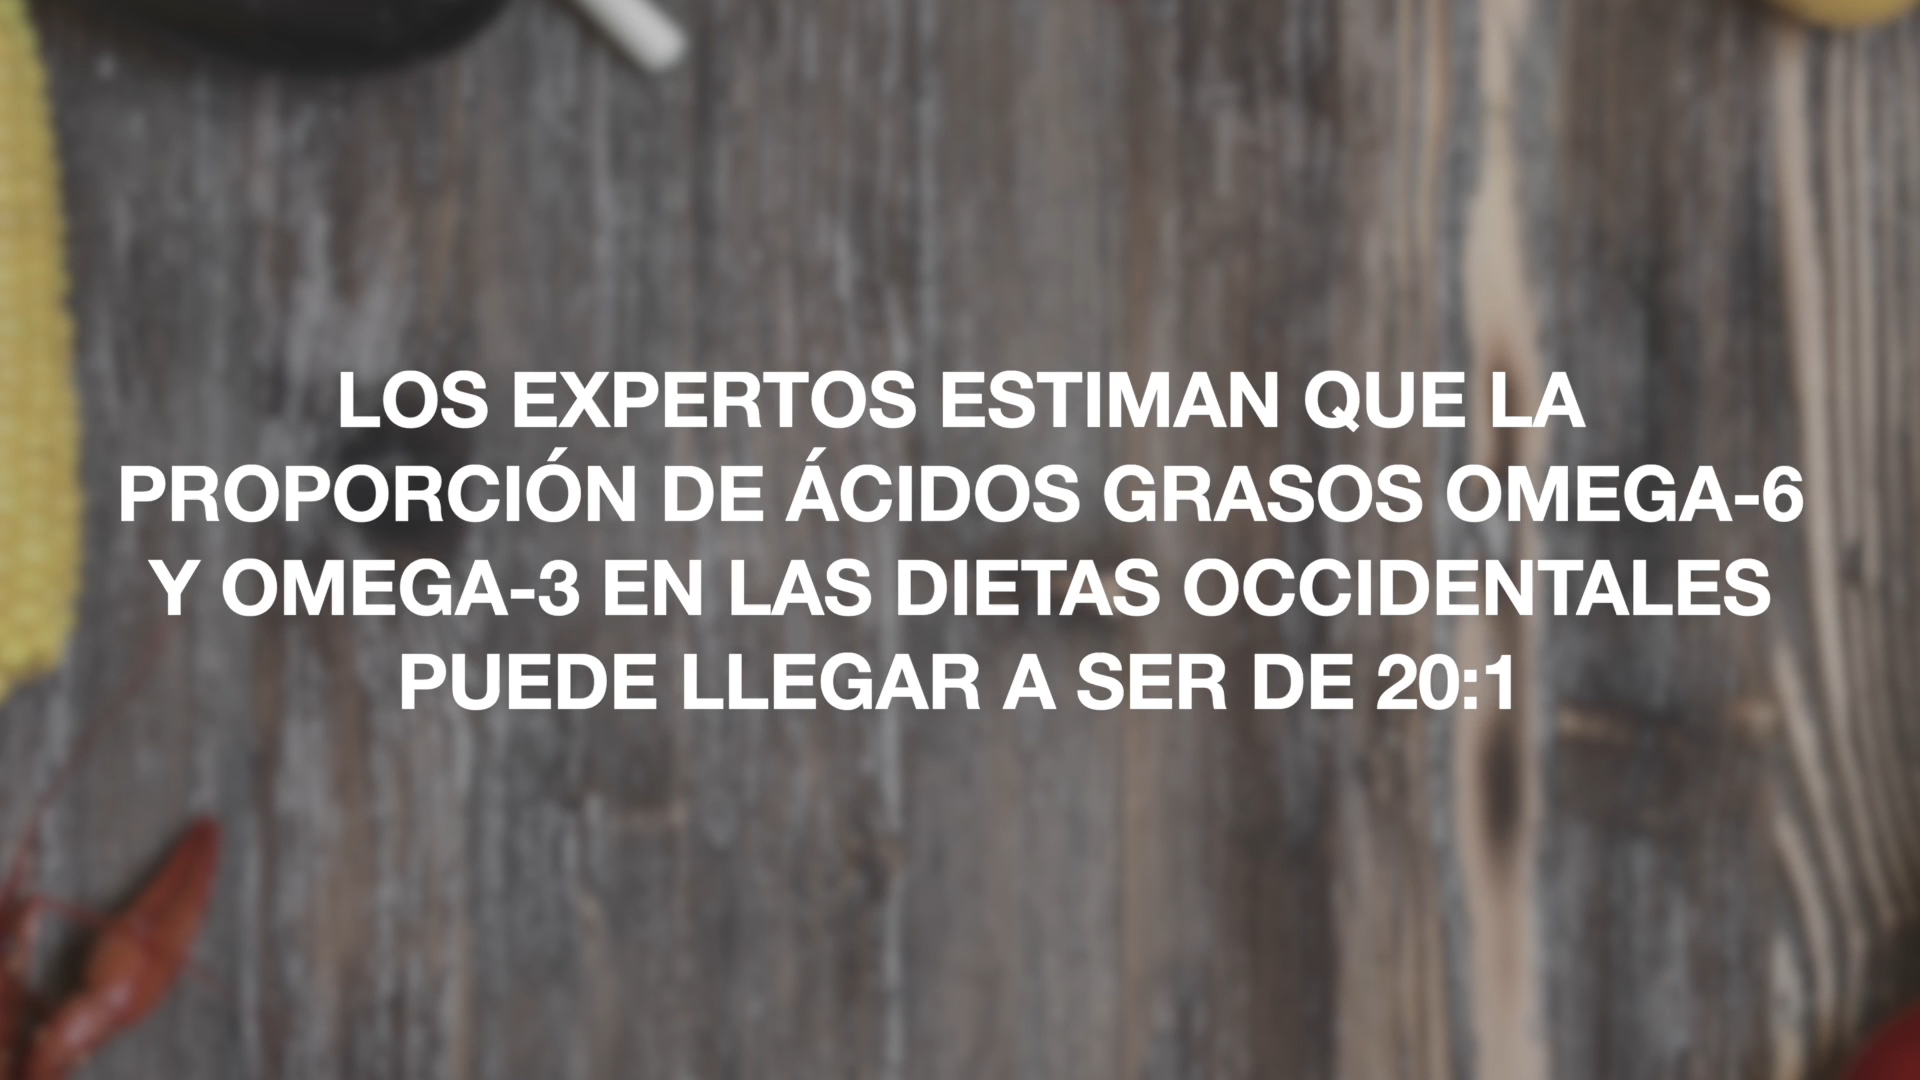 LOS EXPERTOS ESTIMAN QUE LA
PROPORCIÓN DE ÁCIDOS GRASOS OMEGA-6
Y OMEGA-3 EN LAS DIETAS OCCIDENTALES
PUEDE LLEGAR A SER DE 20:1